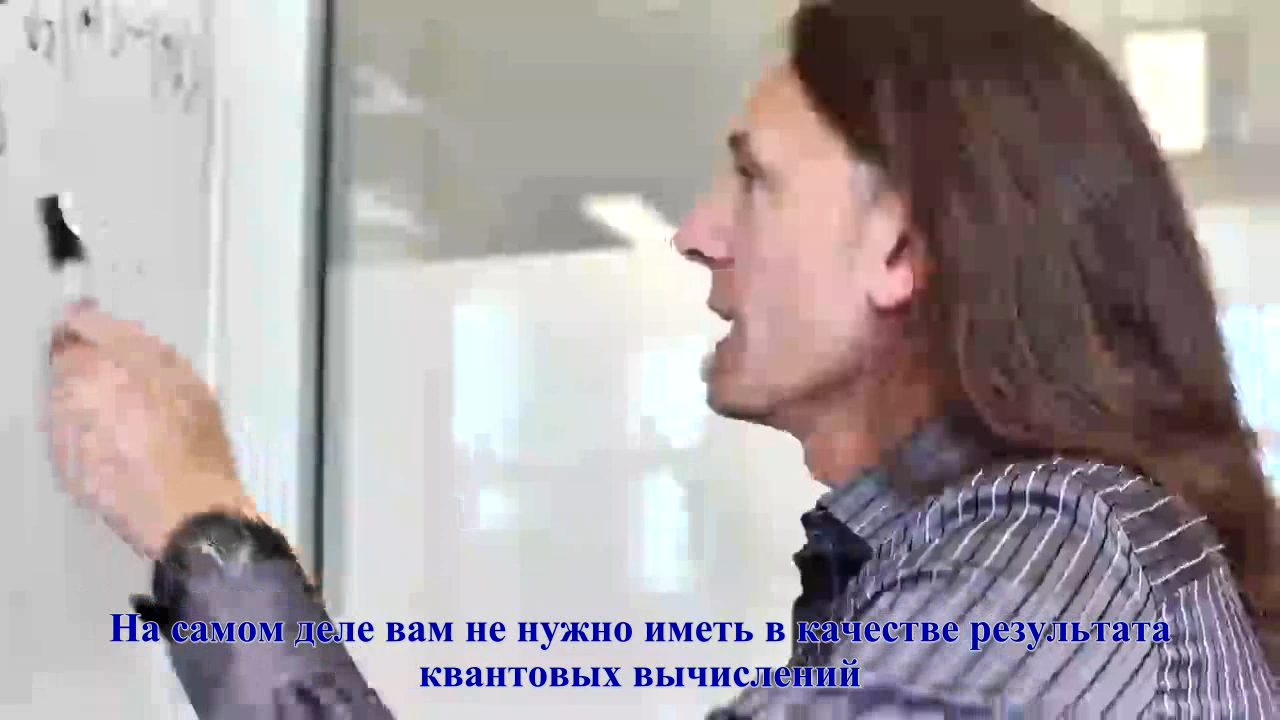 На самом деле вам не нужно иметь в качестве результата
квантовых вычислений